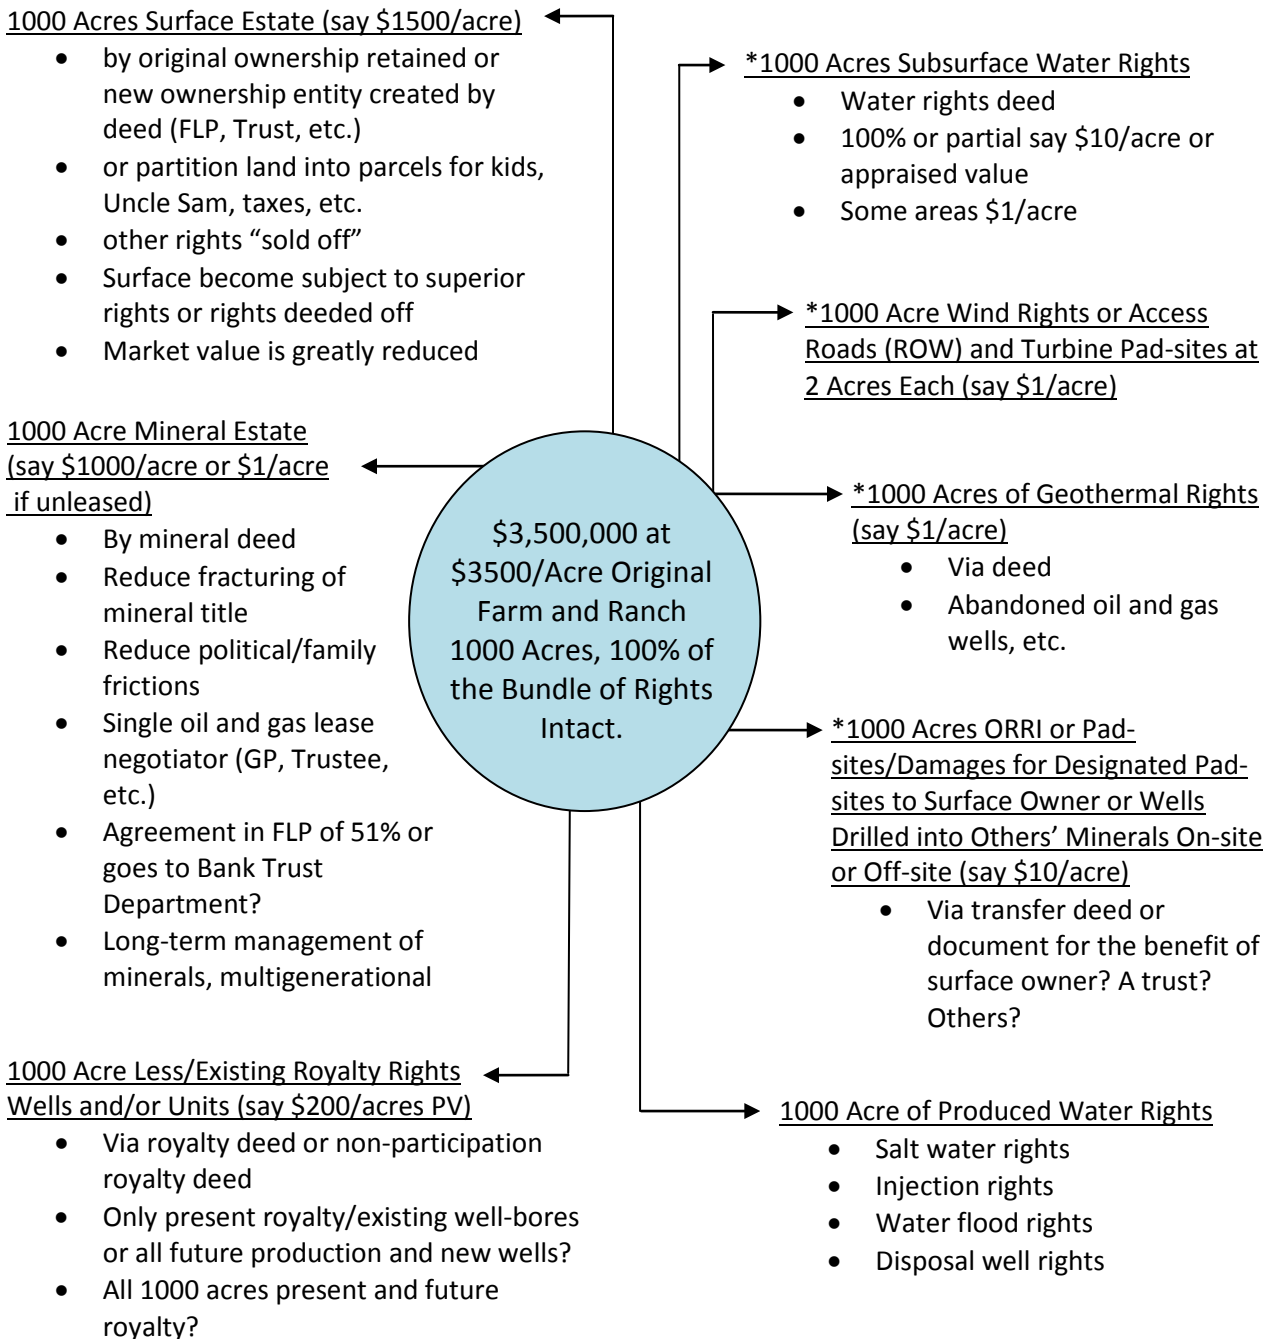 1000 Acres Surface Estate (say $1500/acre)
• by original ownership retained or
new ownership entity created by
deed (FLP, Trust, etc.)
• or partition land into parcels for kids,
Uncle Sam, taxes, etc.
• other rights “sold off”
• Surface become subject to superior
rights or rights deeded off
• Market value is greatly reduced
1000 Acre Mineral Estate
(say $1000/acre or $1/acre
if unleased)
• By mineral deed
• Reduce fracturing of
mineral title
• Reduce political/family
frictions
• Single oil and gas lease
negotiator (GP, Trustee,
etc.)
• Agreement in FLP of 51% or
goes to Bank Trust
Department?
• Long-term management of
minerals, multigenerational
1000 Acre Less/Existing Royalty Rights
Wells and/or Units (say $200/acres PV)
• Via royalty deed or non-participation
royalty deed
• Only present royalty/existing well-bores
or all future production and new wells?
• All 1000 acres present and future
royalty?
$3,500,000 at
$3500/Acre Original
Farm and Ranch
1000 Acres, 100% of
the Bundle of Rights
Intact.
*1000 Acres Subsurface Water Rights
• Water rights deed
• 100% or partial say $10/acre or
appraised value
• Some areas $1/acre
*1000 Acre Wind Rights or Access
Roads (ROW) and Turbine Pad-sites at
2 Acres Each (say $1/acre)
*1000 Acres of Geothermal Rights
(say $1/acre)
• Via deed
• Abandoned oil and gas
wells, etc.
*1000 Acres ORRI or Pad-
sites/Damages for Designated Pad-
sites to Surface Owner or Wells
Drilled into Others’ Minerals On-site
or Off-site (say $10/acre)
• Via transfer deed or
document for the benefit of
surface owner? A trust?
Others?
1000 Acre of Produced Water Rights
• Salt water rights
• Injection rights
• Water flood rights
• Disposal well rights